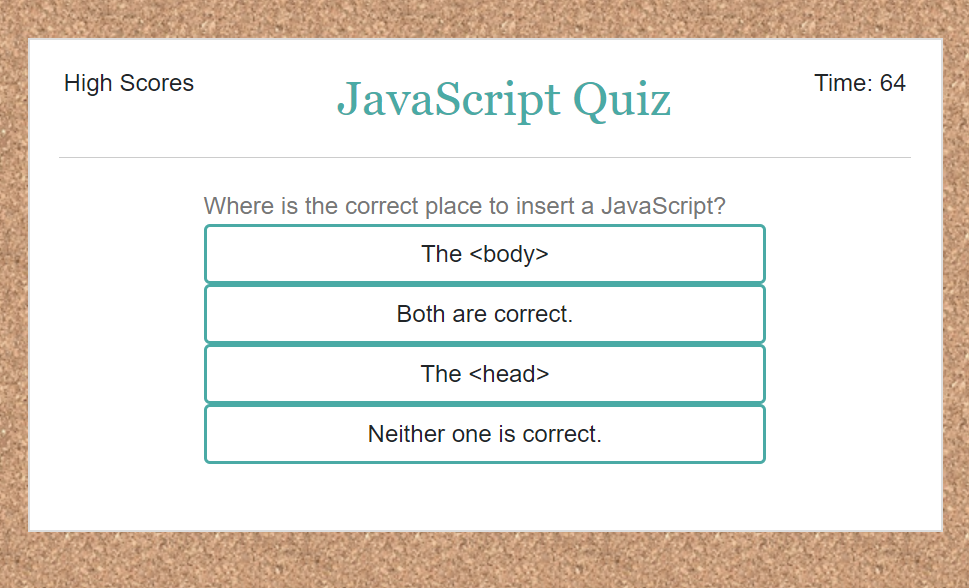 High Scores
JavaScript Quiz
Time: 64
Where is the correct place to insert a JavaScript?
The <body>
Both are correct.
The <head>
Neither one is correct.